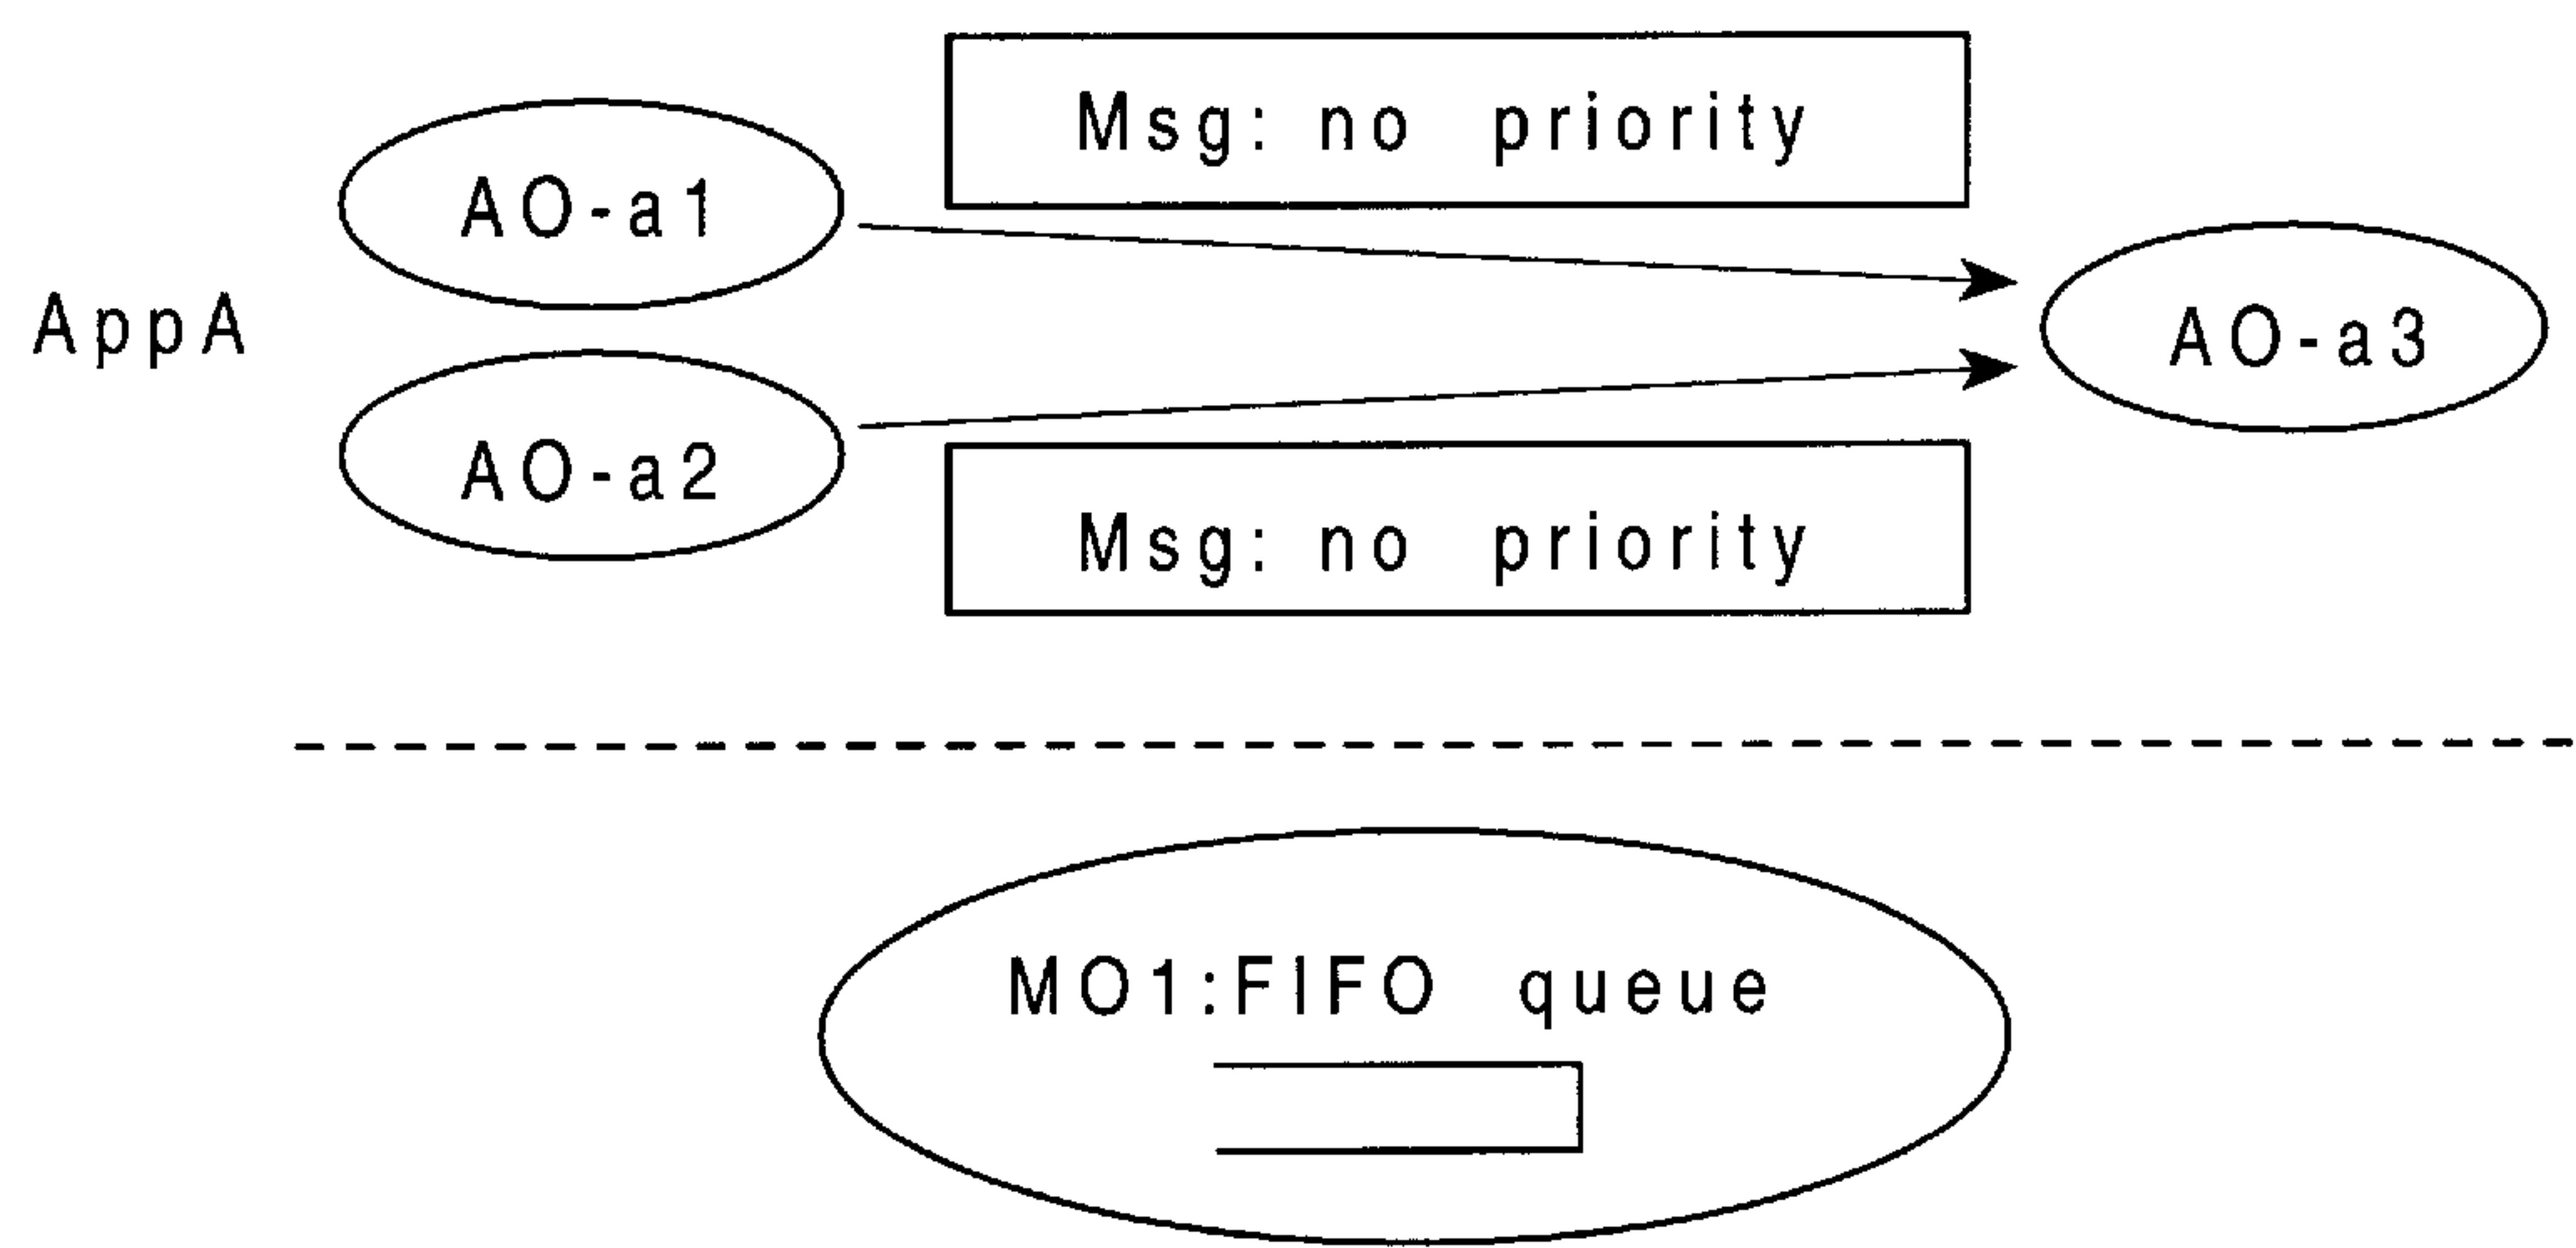 Msg: no priority
AO-a1
AppA
AO-a3
AO-a2
Msg: no priority
MO1:FIFO queue